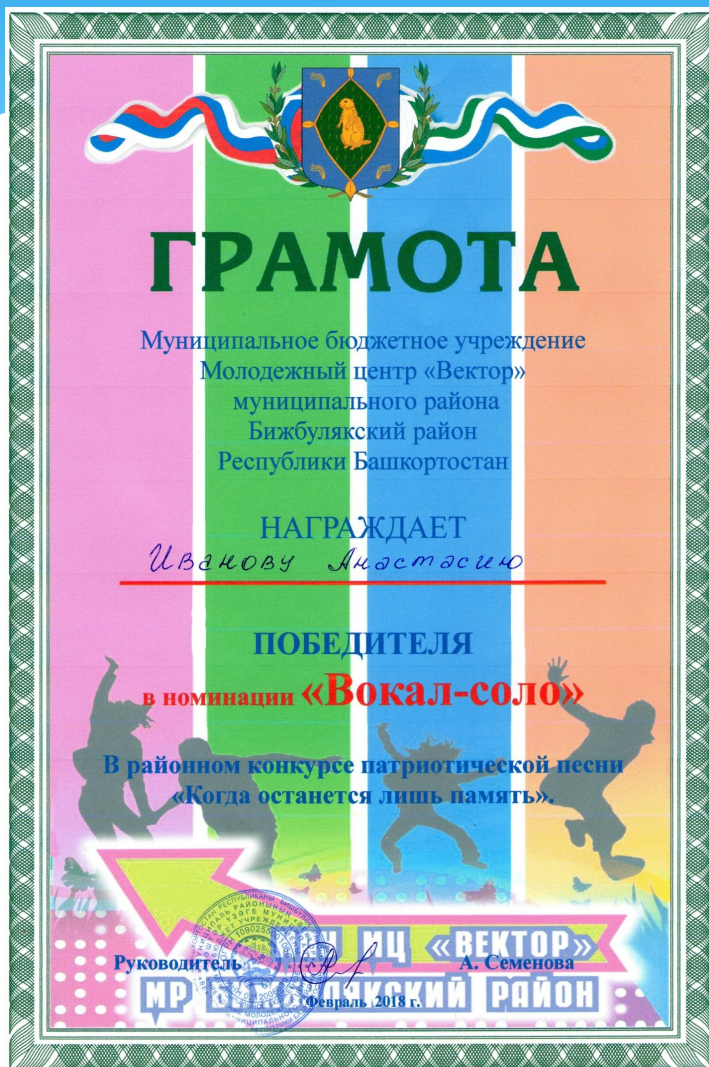 ГРАМОТА
Муниципальное бюджетное учреждение
Молодежный центр «Вектор»
муниципального района
Бижбулякский район
Республики Башкортостан
НАГРАЖДАЕТ
Иванову Анастасию
ПОБЕДИТЕЛЯ
в номинации «Вокал-соло»
В районном конкурсе патриотической песни
«Когда останется лишь память».
МЦ «ВЕКТОР»
Руководитель А. Семенова
МР БИЖБУЛЯКСКИЙ РАЙОН
Февраль 2018 г.